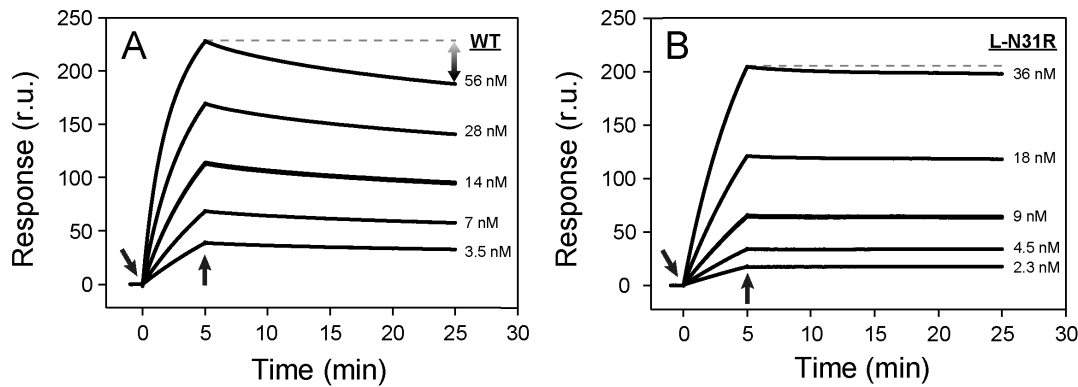 A
WT
Response (r.u.)
250
200
150
100
50
0
56 nM
28 nM
14 nM
7 nM
3.5 nM
0 5 10 15 20 25 30
Time (min)
B
L-N31R
Response (r.u.)
250
200
150
100
50
0
36 nM
18 nM
9 nM
4.5 nM
2.3 nM
0 5 10 15 20 25 30
Time (min)